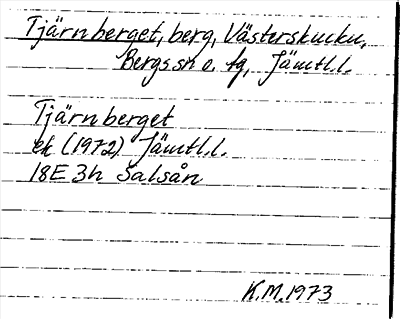 Tjärnberget, berg, Västerskucku,
Bergs sn o. tg, Jämtl.l.
Tjärnberget
ek (1972) Jämtl.l.
18E 3h Salsån
K.M. 1973